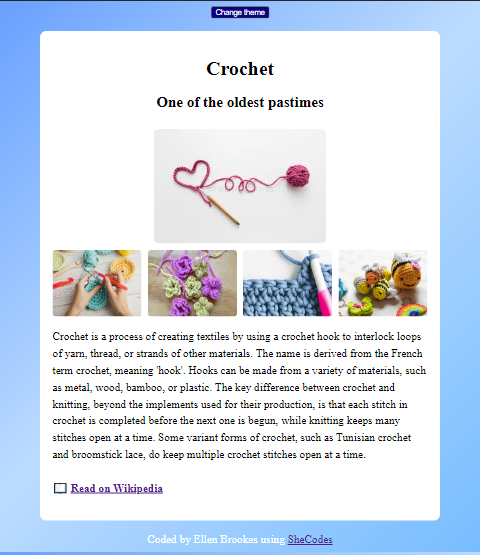 Change theme
Crochet
One of the oldest pastimes
Crochet is a process of creating textiles by using a crochet hook to interlock loops
of yarn, thread, or strands of other materials. The name is derived from the French
term crochet, meaning 'hook'. Hooks can be made from a variety of materials, such
as metal, wood, bamboo, or plastic. The key difference between crochet and
knitting, beyond the implements used for their production, is that each stitch in
crochet is completed before the next one is begun, while knitting keeps many
stitches open at a time. Some variant forms of crochet, such as Tunisian crochet
and broomstick lace, do keep multiple crochet stitches open at a time.
Read on Wikipedia
Coded by Ellen Brookes using SheCodes